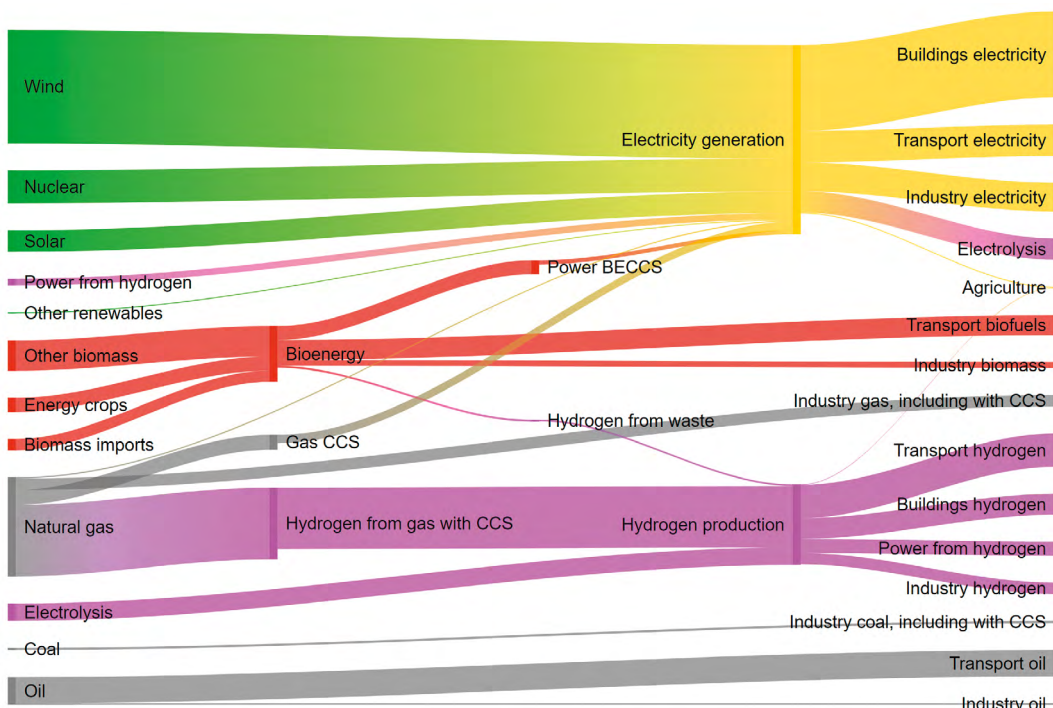 Wind
Nuclear
Solar
Power from hydrogen
Other renewables
Other biomass
Energy crops
Biomass imports
Natural gas
Electrolysis
Coal
Oil
Bioenergy
Gas CCS
Hydrogen from gas with CCS
Power BECCS
Hydrogen from waste
Electricity generation
Hydrogen production
Buildings electricity
Transport electricity
Industry electricity
Electrolysis
Agriculture
Transport biofuels
Industry biomass
Industry gas, including with CCS
Transport hydrogen
Buildings hydrogen
Power from hydrogen
Industry hydrogen
Industry coal, including with CCS
Transport oil
Industry oil